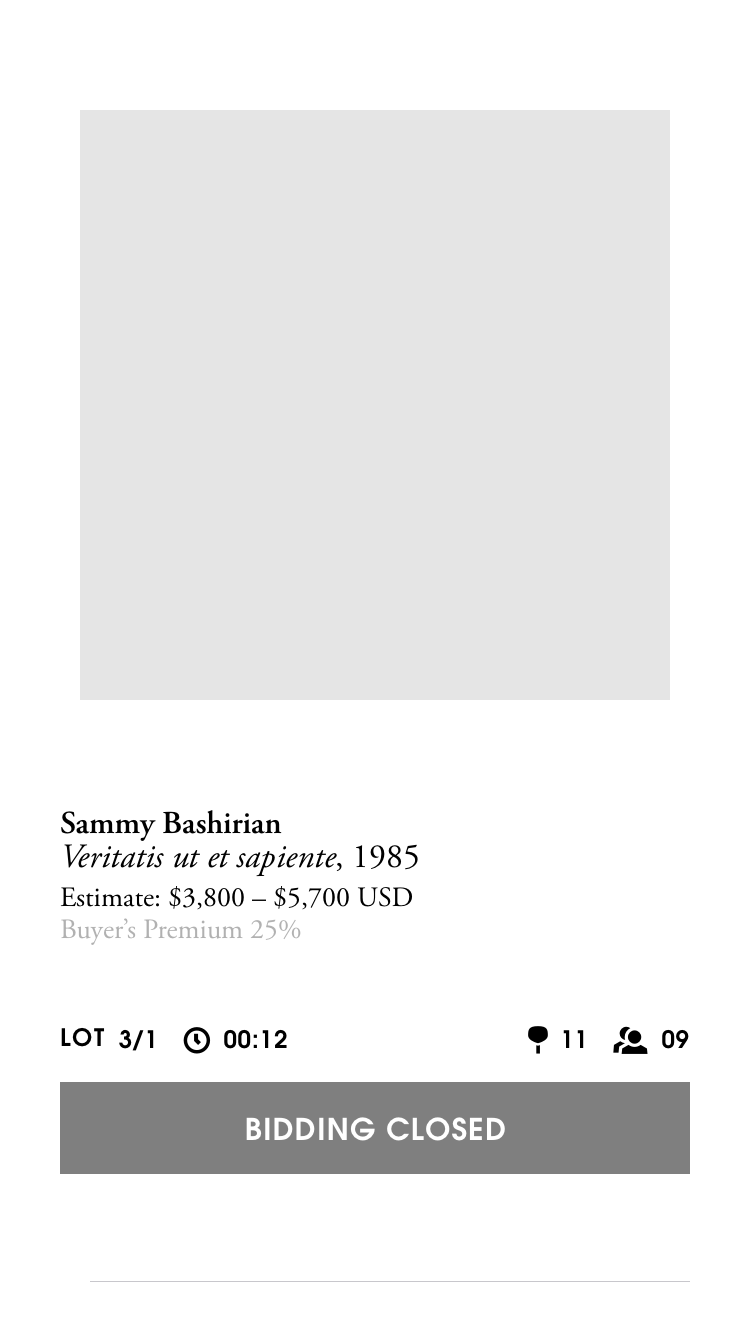 Sammy Bashirian
Veritatis ut et sapiente, 1985
Estimate: $3,800 – $5,700 USD
Buyer’s Premium 25%
LOT 3/1 00:12 11 09
BIDDING CLOSED